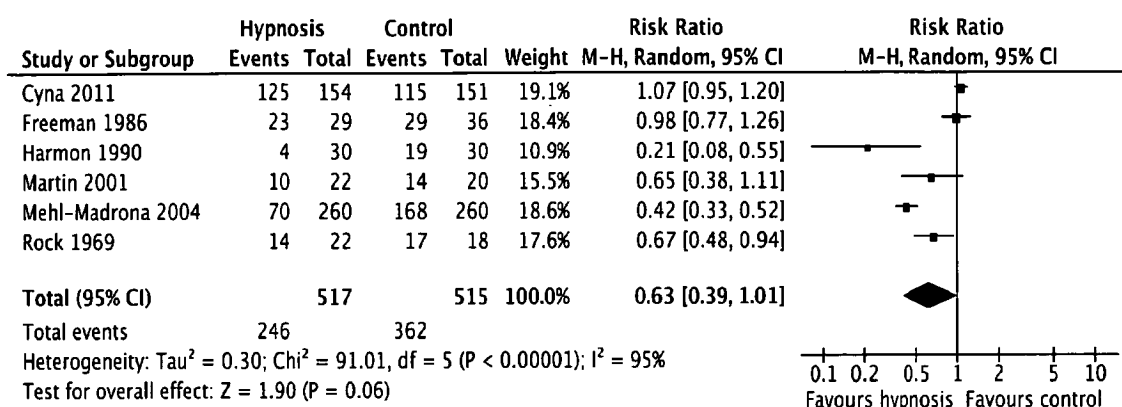 Hypnosis Control Risk Ratio Risk Ratio
Study or Subgroup Events Total Events Total Weight M-H, Random, 95% CI M-H, Random, 95% CI
Cyna 2011 125 154 115 151 19.1% 1.07 [0.95, 1.20]
Freeman 1986 23 29 29 36 18.4% 0.98 [0.77, 1.26]
Harmon 1990 4 30 19 30 10.9% 0.21 [0.08, 0.55]
Martin 2001 10 22 14 20 15.5% 0.65 [0.38, 1.11]
Mehl-Madrona 2004 70 260 168 260 18.6% 0.42 [0.33, 0.52]
Rock 1969 14 22 17 18 17.6% 0.67 [0.48, 0.94]
Total (95% CI) 517 515 100.0% 0.63 [0.39, 1.01]
Total events 246 362
Heterogeneity: Tau² = 0.30; Chi² = 91.01, df = 5 (P < 0.00001); I² = 95%
Test for overall effect: Z = 1.90 (P = 0.06)
0.1 0.2 0.5 1 2 5 10
Favours hypnosis Favours control